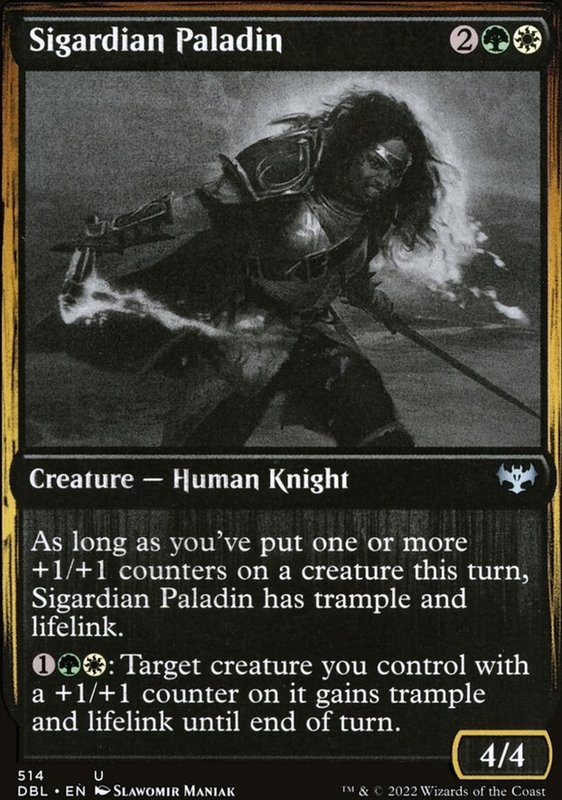 Sigardian Paladin
2
Creature — Human Knight
As long as you've put one or more
+1/+1 counters on a creature this turn,
Sigardian Paladin has trample and
lifelink.
1: Target creature you control with
a +1/+1 counter on it gains trample
and lifelink until end of turn.
4/4
514 U
DBL • EN Slawomir Maniak
™ & © 2022 Wizards of the Coast